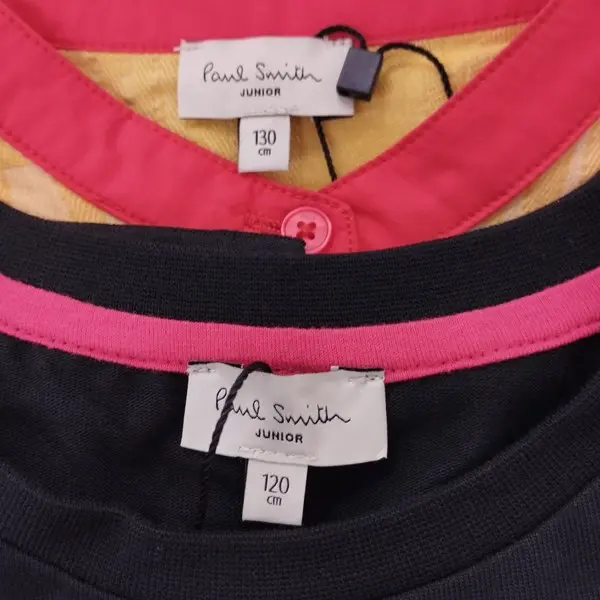 Paul Smith
JUNIOR
130
cm
Paul Smith
JUNIOR
120
cm